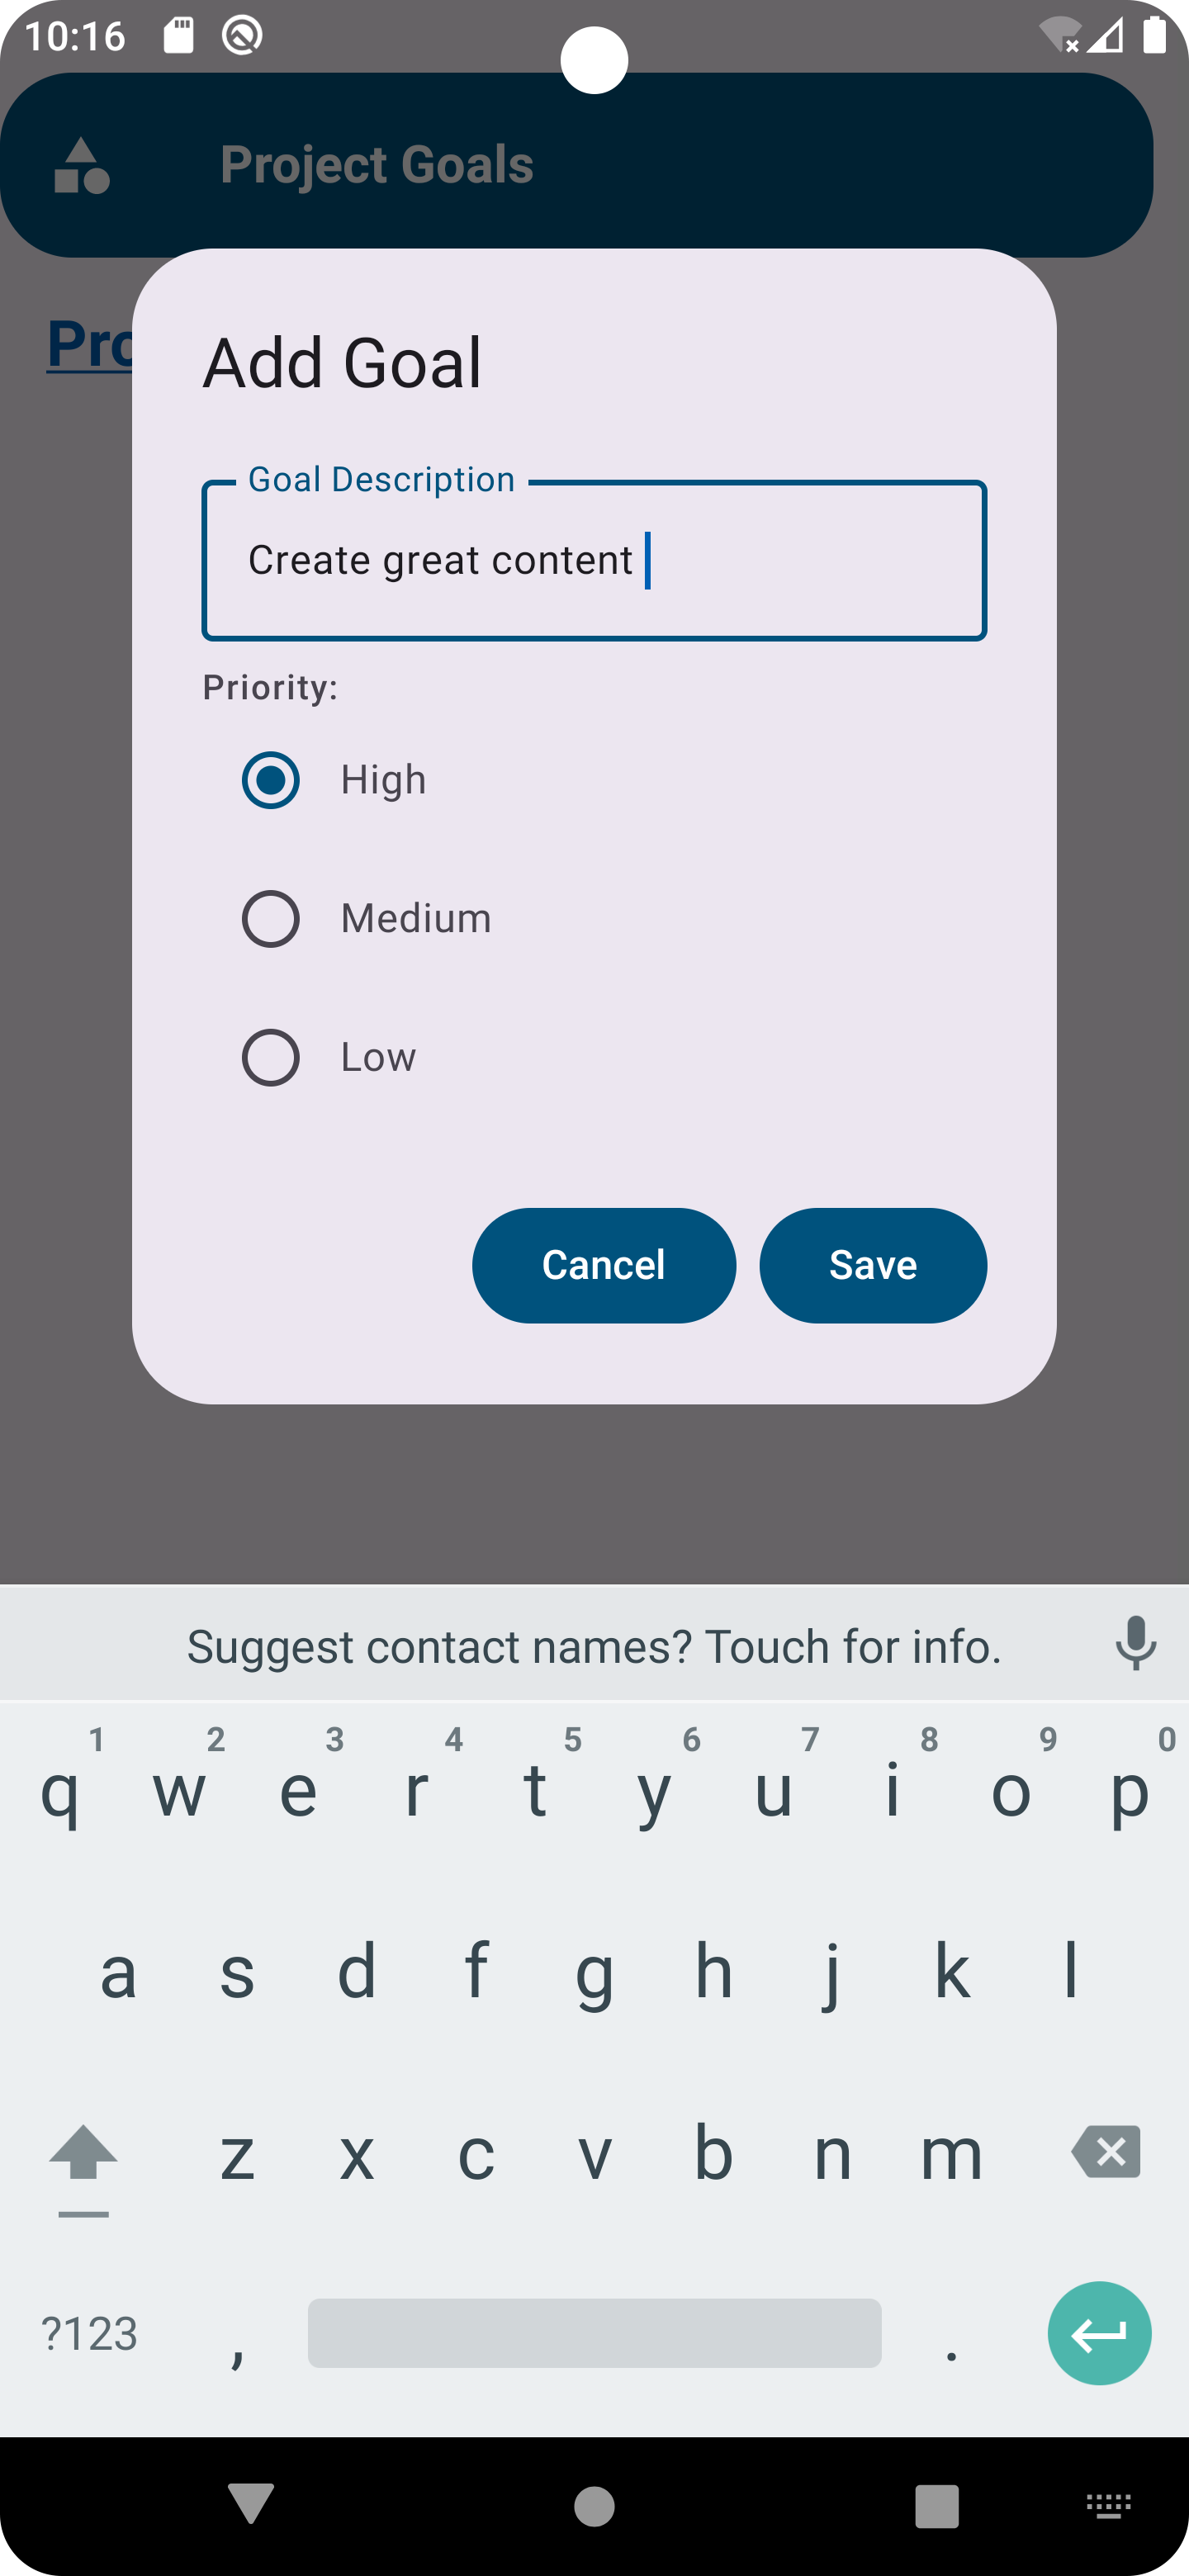 10:16
Project Goals
Pro
Add Goal
Goal Description
Create great content
Priority:
High
Medium
Low
Cancel Save
Suggest contact names? Touch for info.
1 2 3 4 5 6 7 8 9 0
q w e r t y u i o p
a s d f g h j k l
z x c v b n m
?123 , .